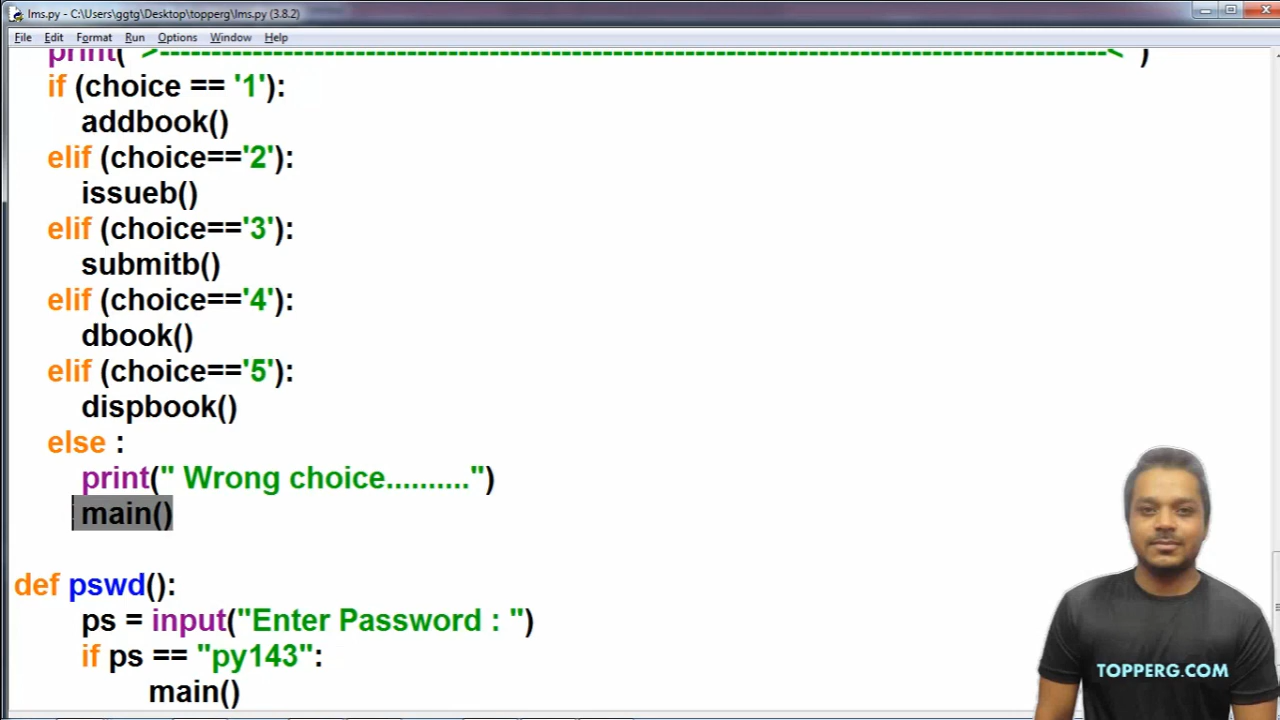 lms.py - C:\Users\ggtg\Desktop\topperg\lms.py (3.8.2)
File Edit Format Run Options Window Help
print(" >-----------------------------------------------------------------------------< ")
if (choice == '1'):
addbook()
elif (choice=='2'):
issueb()
elif (choice=='3'):
submitb()
elif (choice=='4'):
dbook()
elif (choice=='5'):
dispbook()
else :
print(" Wrong choice..........")
main()
def pswd():
ps = input("Enter Password : ")
if ps == "py143":
main()
TOPPERG.COM